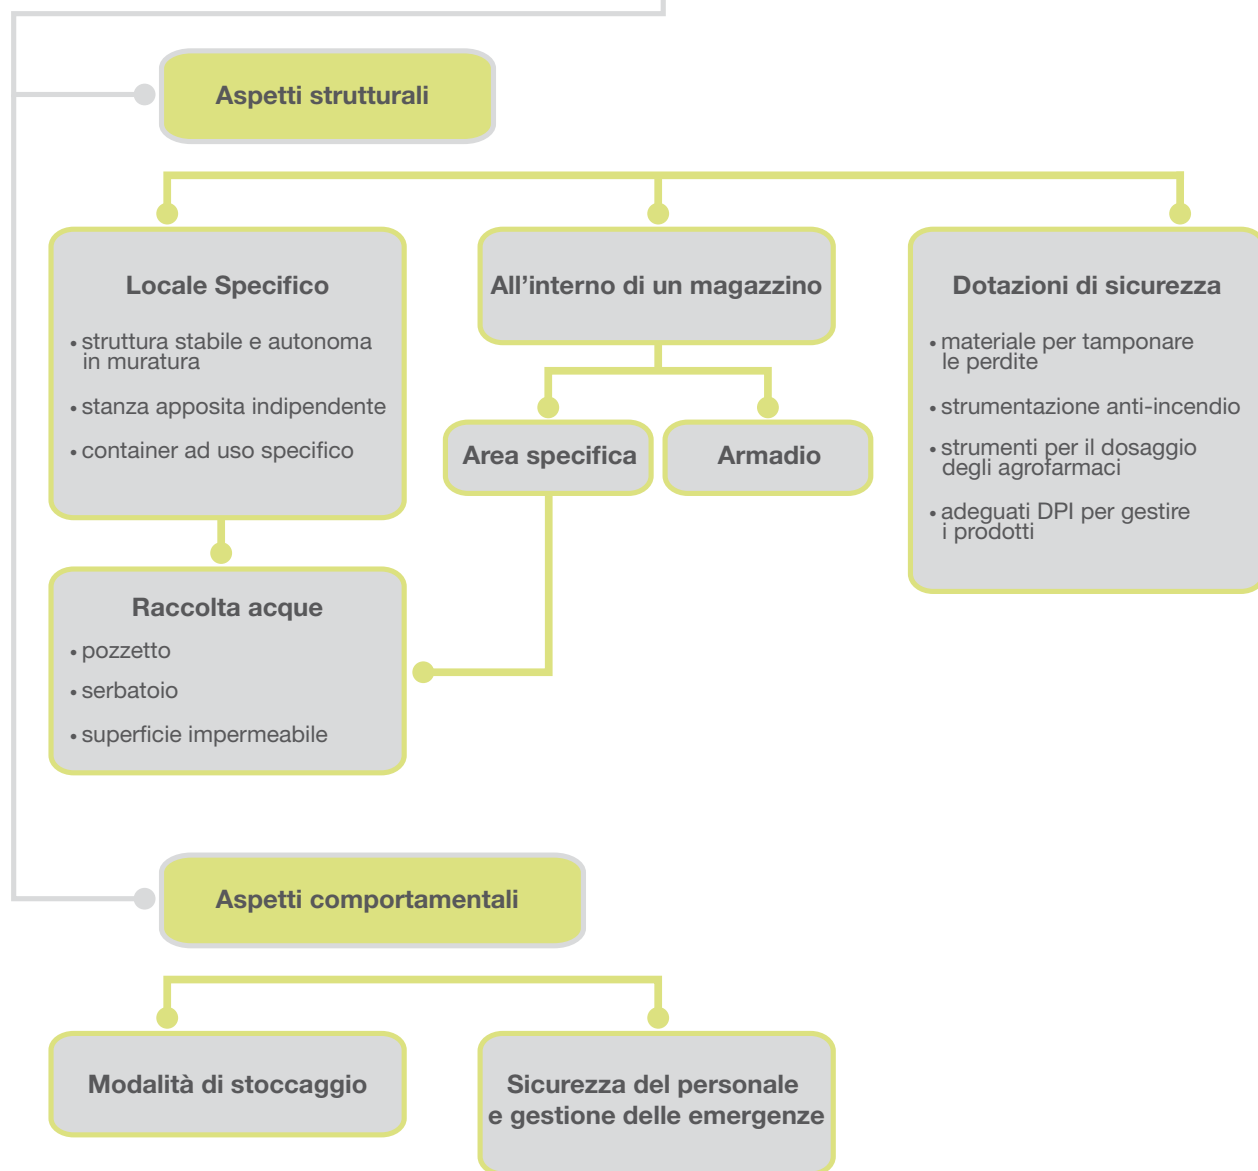 Aspetti strutturali
Locale Specifico
• struttura stabile e autonoma
in muratura
• stanza apposita indipendente
• container ad uso specifico
All’interno di un magazzino
Area specifica
Armadio
Dotazioni di sicurezza
• materiale per tamponare
le perdite
• strumentazione anti-incendio
• strumenti per il dosaggio
degli agrofarmaci
• adeguati DPI per gestire
i prodotti
Raccolta acque
• pozzetto
• serbatoio
• superficie impermeabile
Aspetti comportamentali
Modalità di stoccaggio
Sicurezza del personale
e gestione delle emergenze